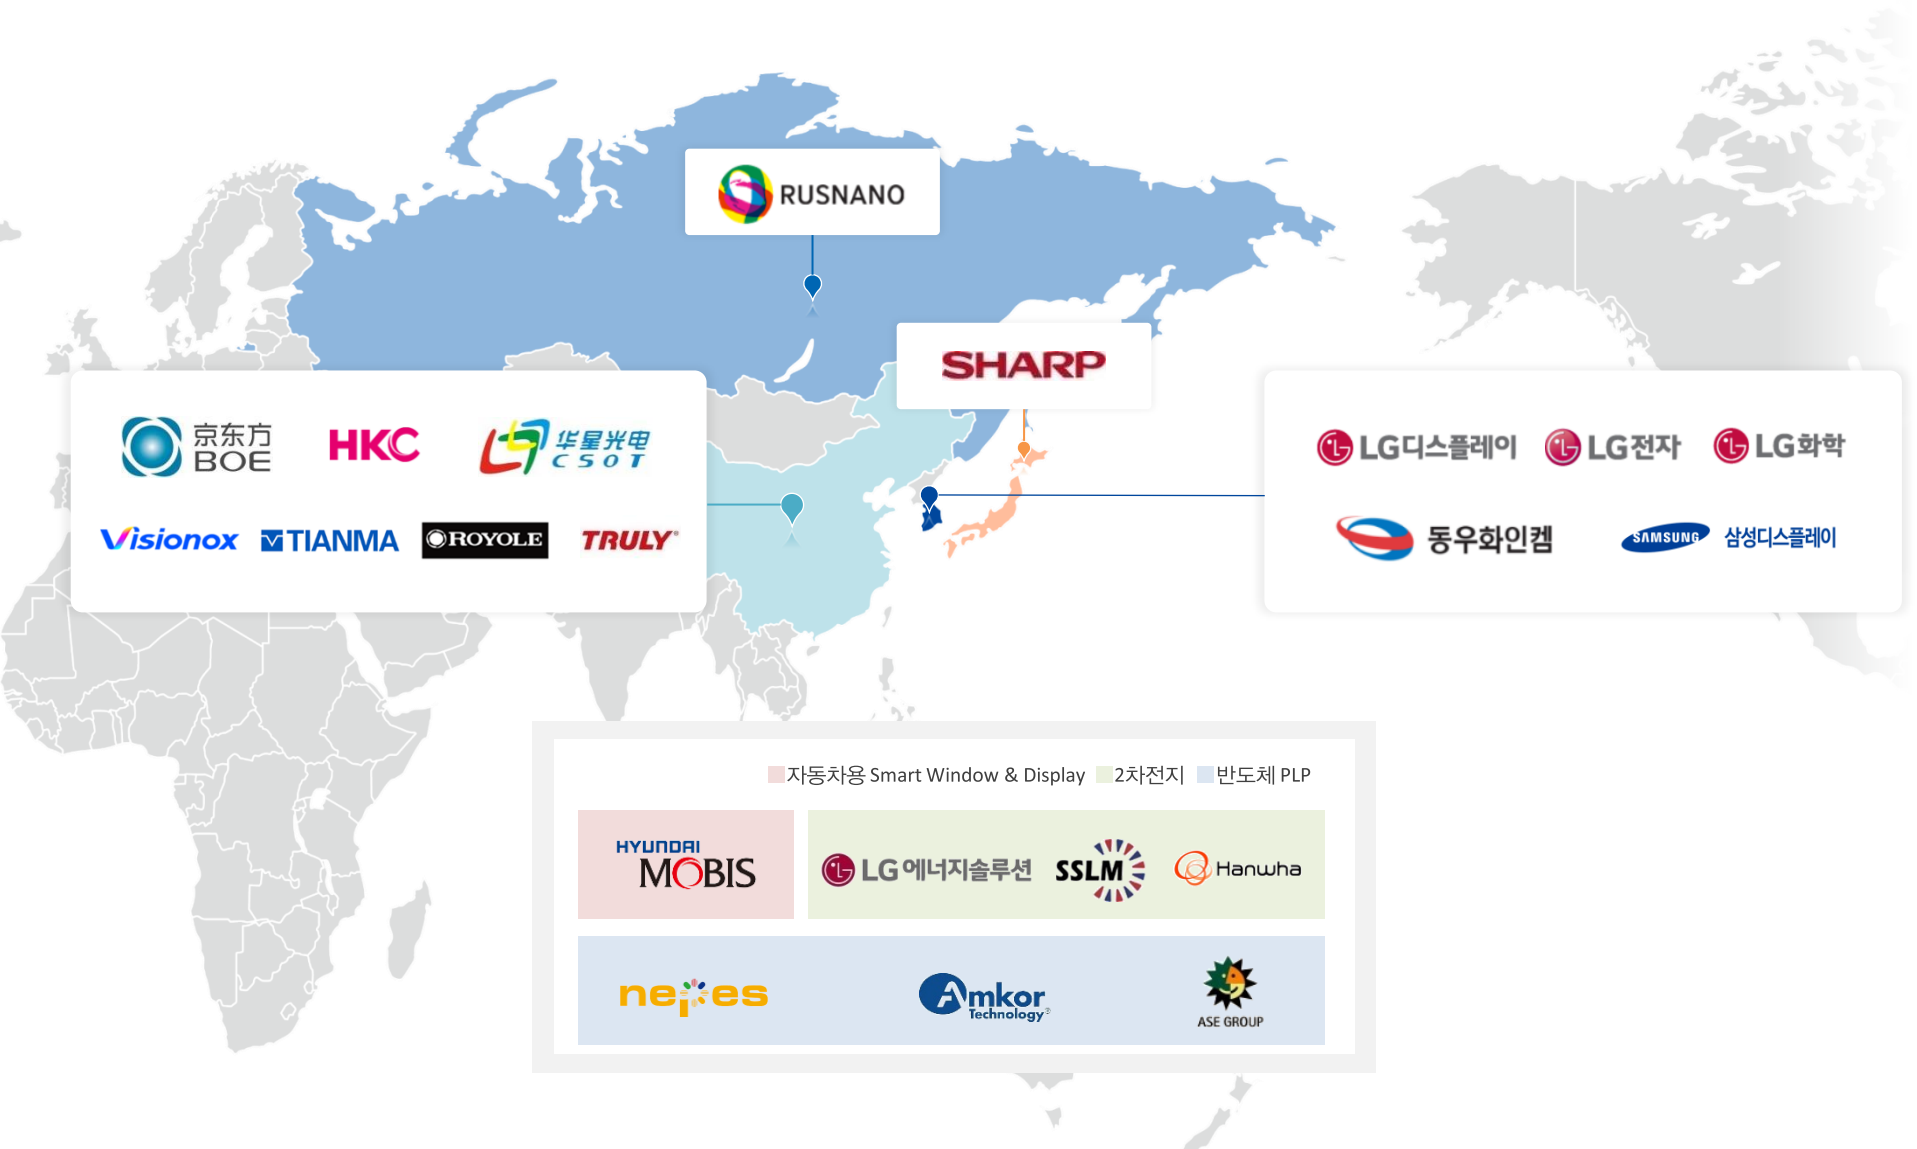 RUSNANO
SHARP
京东方
BOE
HKC
华星光电
CSOT
Visionox
TIANMA
ROYOLE
TRULY
LG디스플레이
LG전자
LG화학
동우화인켐
SAMSUNG 삼성디스플레이
자동차용 Smart Window & Display 2차전지 반도체 PLP
HYUNDAI
MOBIS
LG에너지솔루션
SSLM
Hanwha
nepes
Amkor
Technology®
ASE GROUP